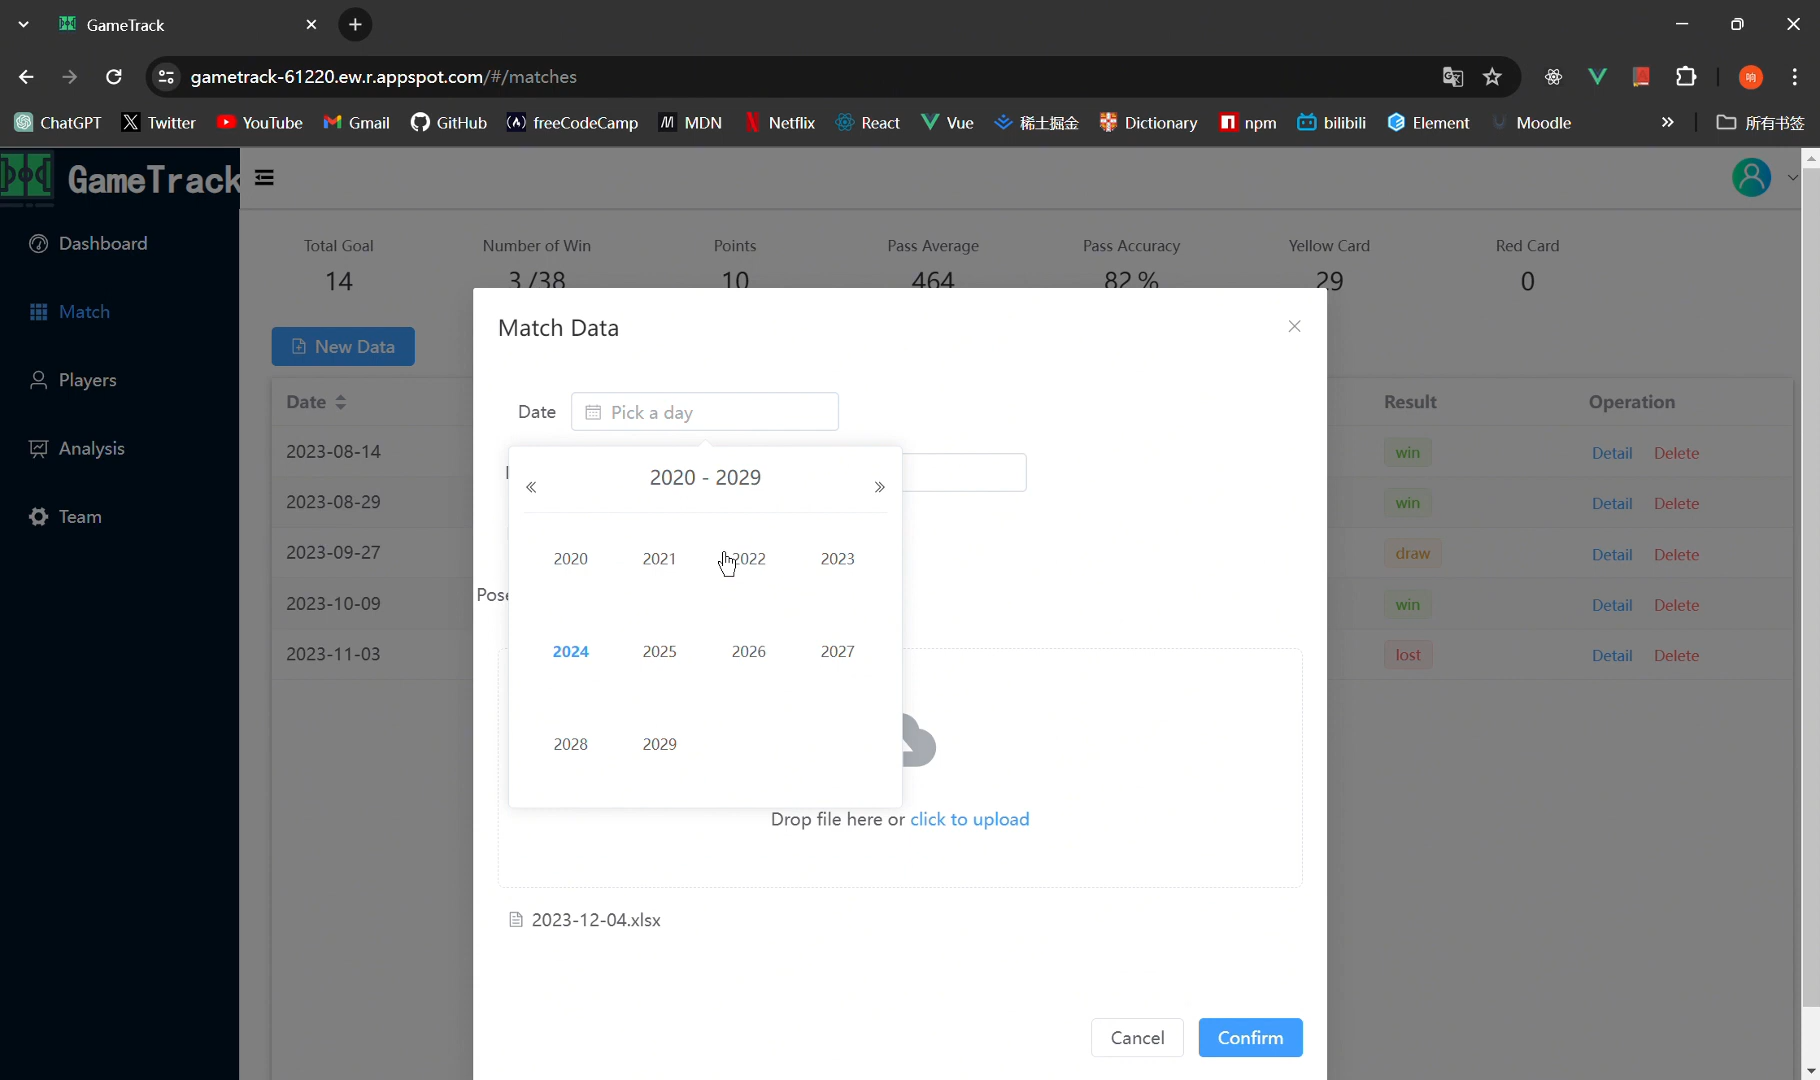 GameTrack
gametrack-61220.ew.r.appspot.com/#/matches
ChatGPT Twitter YouTube Gmail GitHub freeCodeCamp MDN Netflix React Vue 稀土掘金 Dictionary npm bilibili Element Moodle » 所有书签
GameTrack
Dashboard
Match
Players
Analysis
Team
Total Goal Number of Win Points Pass Average Pass Accuracy Yellow Card Red Card
14 3 /38 10 464 82 % 29 0
New Data
Date Result Operation
2023-08-14 win Detail Delete
2023-08-29 win Detail Delete
2023-09-27 draw Detail Delete
2023-10-09 win Detail Delete
2023-11-03 lost Detail Delete
Match Data
Date Pick a day
« 2020 - 2029 »
2020 2021 2022 2023
2024 2025 2026 2027
2028 2029
Drop file here or click to upload
2023-12-04.xlsx
Cancel Confirm